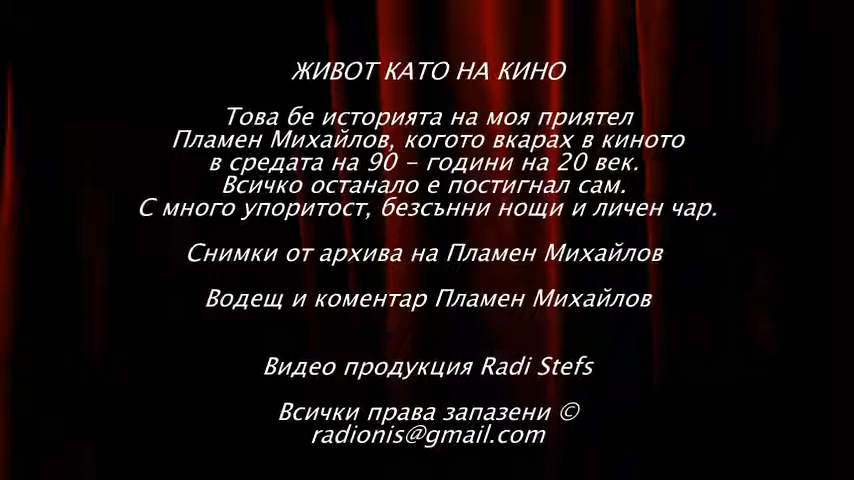 ЖИВОТ КАТО НА КИНО
Това бе историята на моя приятел
Пламен Михайлов, когото вкарах в киното
в средата на 90 - години на 20 век.
Всичко останало е постигнал сам.
С много упоритост, безсънни нощи и личен чар.
Снимки от архива на Пламен Михайлов
Водещ и коментар Пламен Михайлов
Видео продукция Radi Stefs
Всички права запазени ©
radionis@gmail.com